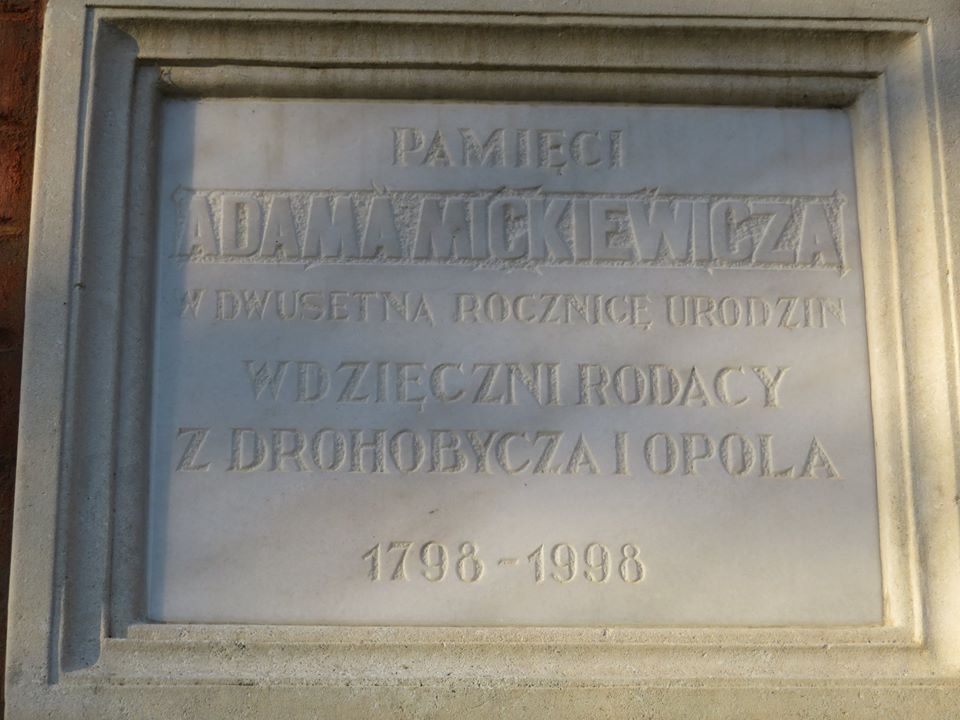 PAMIĘCI
ADAMA MICKIEWICZA
W DWUSETNĄ ROCZNICĘ URODZIN
WDZIĘCZNI RODACY
Z DROHOBYCZA I OPOLA
1798 - 1998